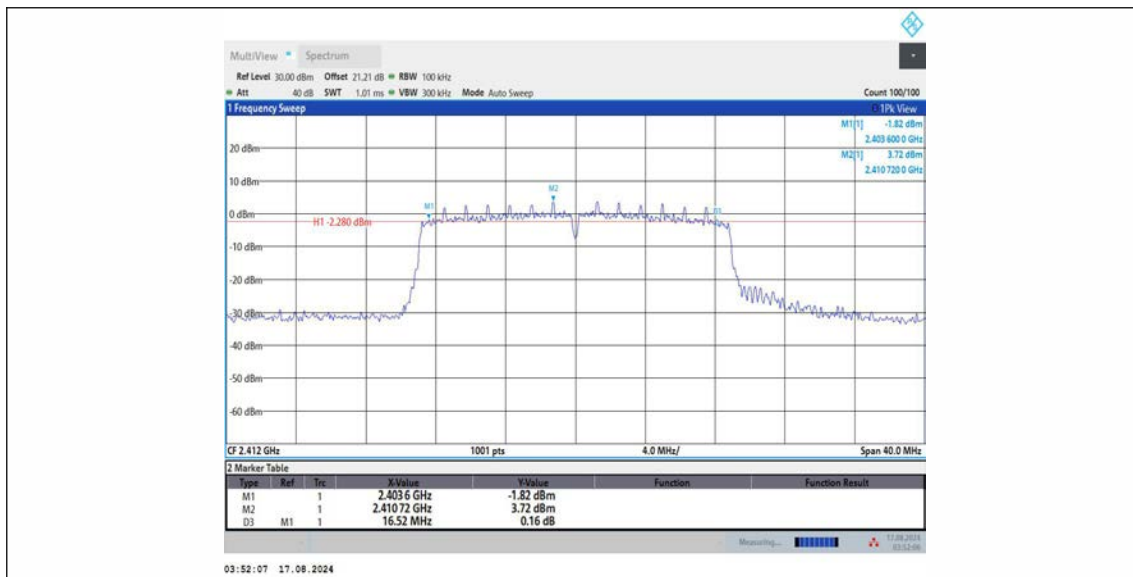 MultiView Spectrum
Ref Level 30.00 dBm Offset 21.21 dB RBW 100 kHz
Att 40 dB SWT 1.01 ms VBW 300 kHz Mode Auto Sweep Count 100/100
1 Frequency Sweep 1Pk View
M1[1] -1.82 dBm
2.403 600 0 GHz
20 dBm M2[1] 3.72 dBm
2.410 720 0 GHz
10 dBm
M2
M1
0 dBm
H1 -2.280 dBm
-10 dBm
-20 dBm
-30 dBm
-40 dBm
-50 dBm
-60 dBm
CF 2.412 GHz 1001 pts 4.0 MHz/ Span 40.0 MHz
2 Marker Table
Type Ref Trc X-Value Y-Value Function Function Result
M1 1 2.403 6 GHz -1.82 dBm
M2 1 2.410 72 GHz 3.72 dBm
D3 M1 1 16.52 MHz 0.16 dB
Measuring... 17.08.2024
03:52:06
03:52:07 17.08.2024